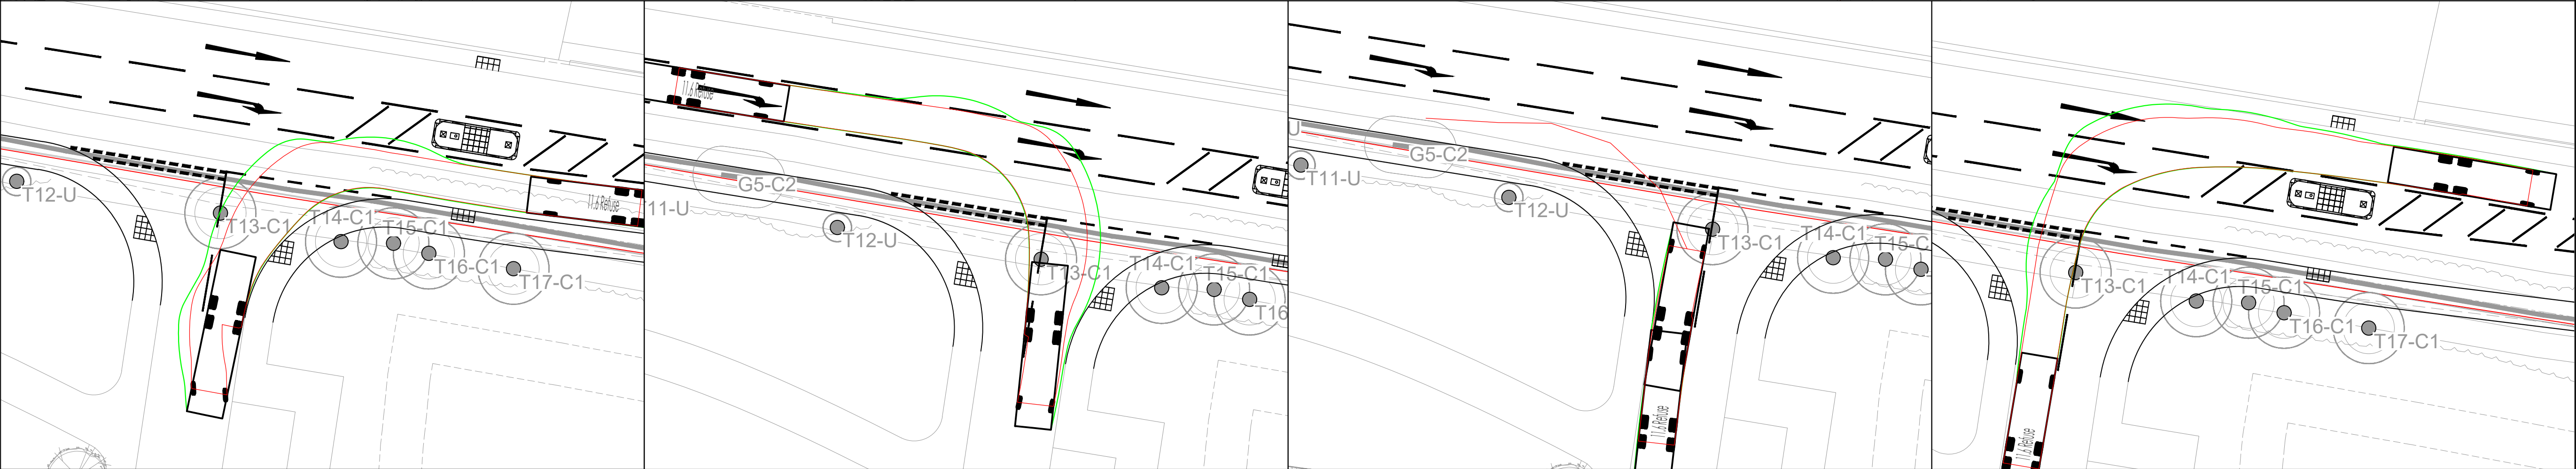 T12-U
T13-C1
T14-C1
T15-C1
T16-C1
T17-C1
11.6 Refuse
11.6 Refuse
11-U
G5-C2
T12-U
T13-C1
T14-C1
T15-C1
T16
U
T11-U
G5-C2
T12-U
T13-C1
T14-C1
T15-C
11.6 Refuse
T13-C1
T14-C1
T15-C1
T16-C1
T17-C1
11.6 Refuse